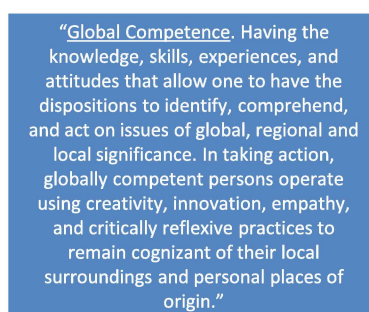 “Global Competence. Having the
knowledge, skills, experiences, and
attitudes that allow one to have the
dispositions to identify, comprehend,
and act on issues of global, regional and
local significance. In taking action,
globally competent persons operate
using creativity, innovation, empathy,
and critically reflexive practices to
remain cognizant of their local
surroundings and personal places of
origin.”